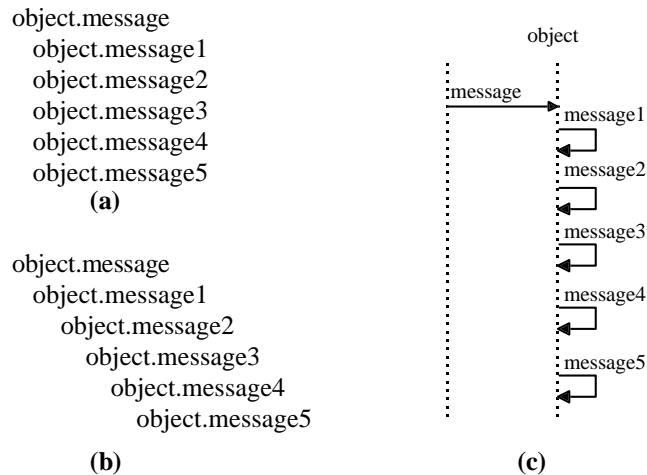 object.message
object.message1
object.message2
object.message3
object.message4
object.message5
(a)
object.message
object.message1
object.message2
object.message3
object.message4
object.message5
(b)
object
message
message1
message2
message3
message4
message5
(c)